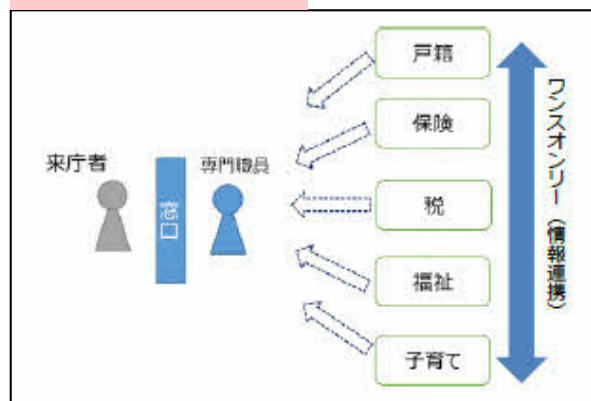 来庁者
窓口
専門職員
戸籍
保険
税
福祉
子育て
ワンスオンリー（情報連携）